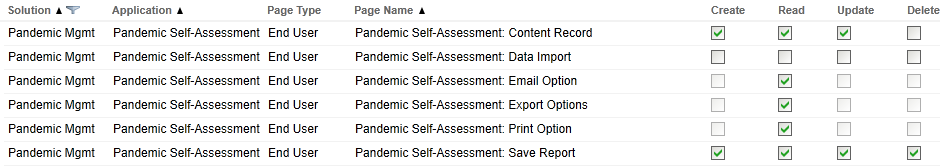 Solution Application Page Type Page Name Create Read Update Delete
Pandemic Mgmt Pandemic Self-Assessment End User Pandemic Self-Assessment: Content Record
Pandemic Mgmt Pandemic Self-Assessment End User Pandemic Self-Assessment: Data Import
Pandemic Mgmt Pandemic Self-Assessment End User Pandemic Self-Assessment: Email Option
Pandemic Mgmt Pandemic Self-Assessment End User Pandemic Self-Assessment: Export Options
Pandemic Mgmt Pandemic Self-Assessment End User Pandemic Self-Assessment: Print Option
Pandemic Mgmt Pandemic Self-Assessment End User Pandemic Self-Assessment: Save Report